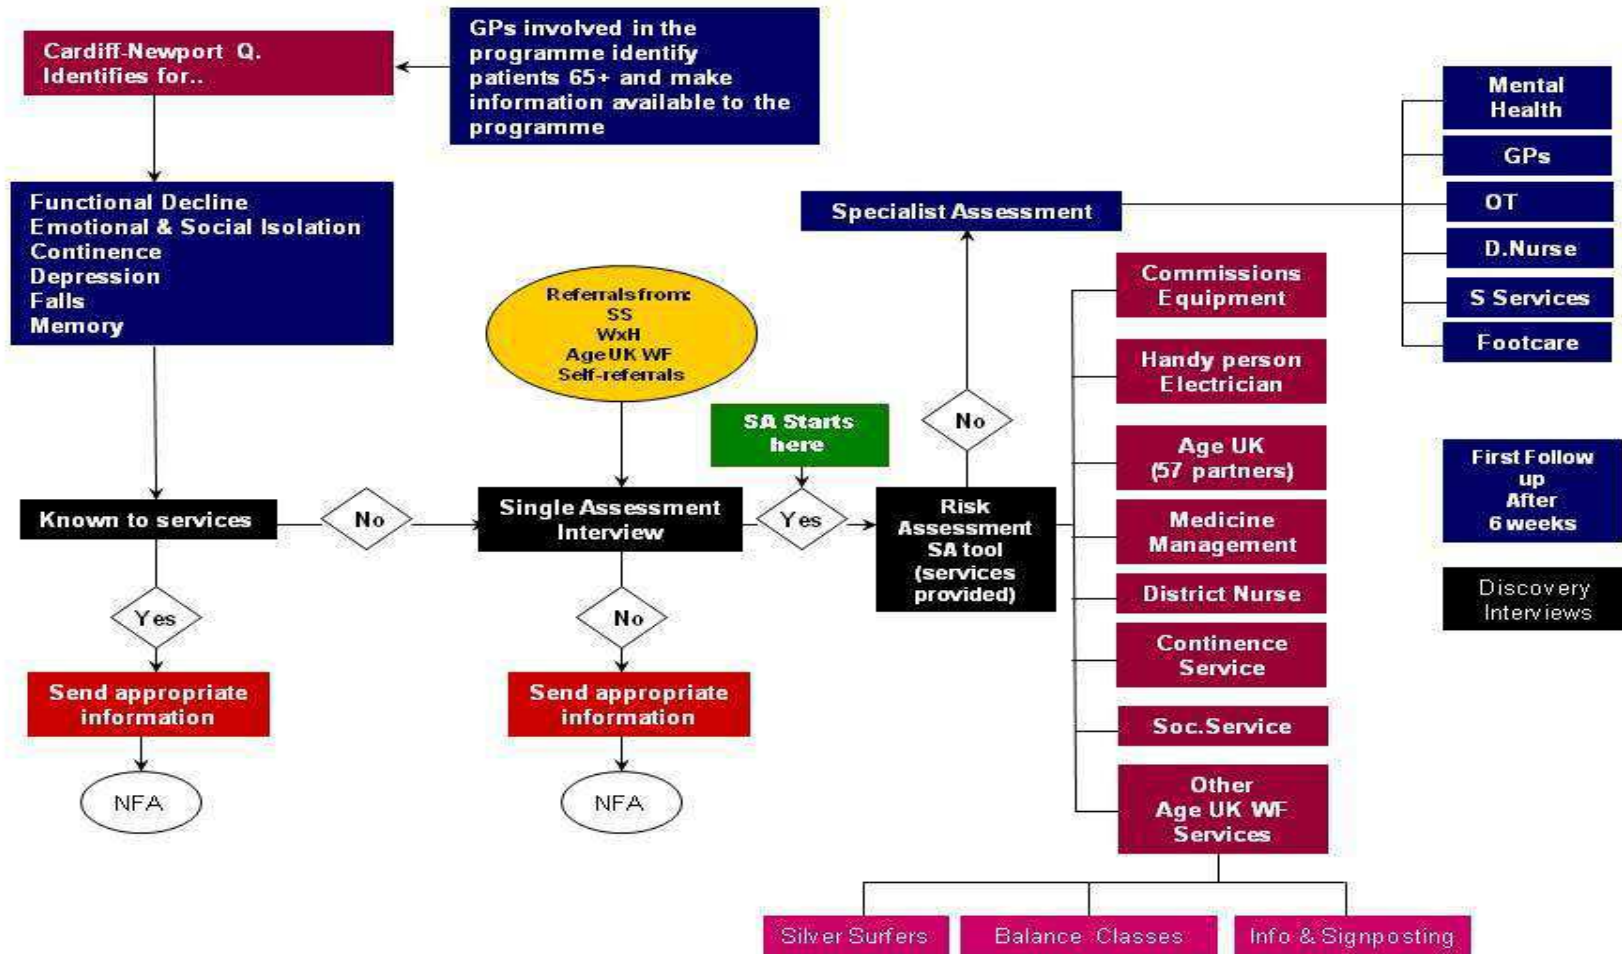 Cardiff-Newport Q.
Identifies for..
GPs involved in the
programme identify
patients 65+ and make
information available to the
programme
Functional Decline
Emotional & Social Isolation
Continence
Depression
Falls
Memory
Referrals from:
SS
WxH
Age UK WF
Self-referrals
SA Starts
here
Known to services
No
Single Assessment
Interview
Yes
Risk
Assessment
SA tool
(services
provided)
No
Specialist Assessment
Mental
Health
GPs
OT
D.Nurse
S Services
Footcare
Commissions
Equipment
Handy person
Electrician
Age UK
(57 partners)
Medicine
Management
District Nurse
Continence
Service
Soc.Service
Other
Age UK WF
Services
First Follow
up
After
6 weeks
Discovery
Interviews
Yes
Send appropriate
information
NFA
No
Send appropriate
information
NFA
Silver Surfers
Balance Classes
Info & Signposting